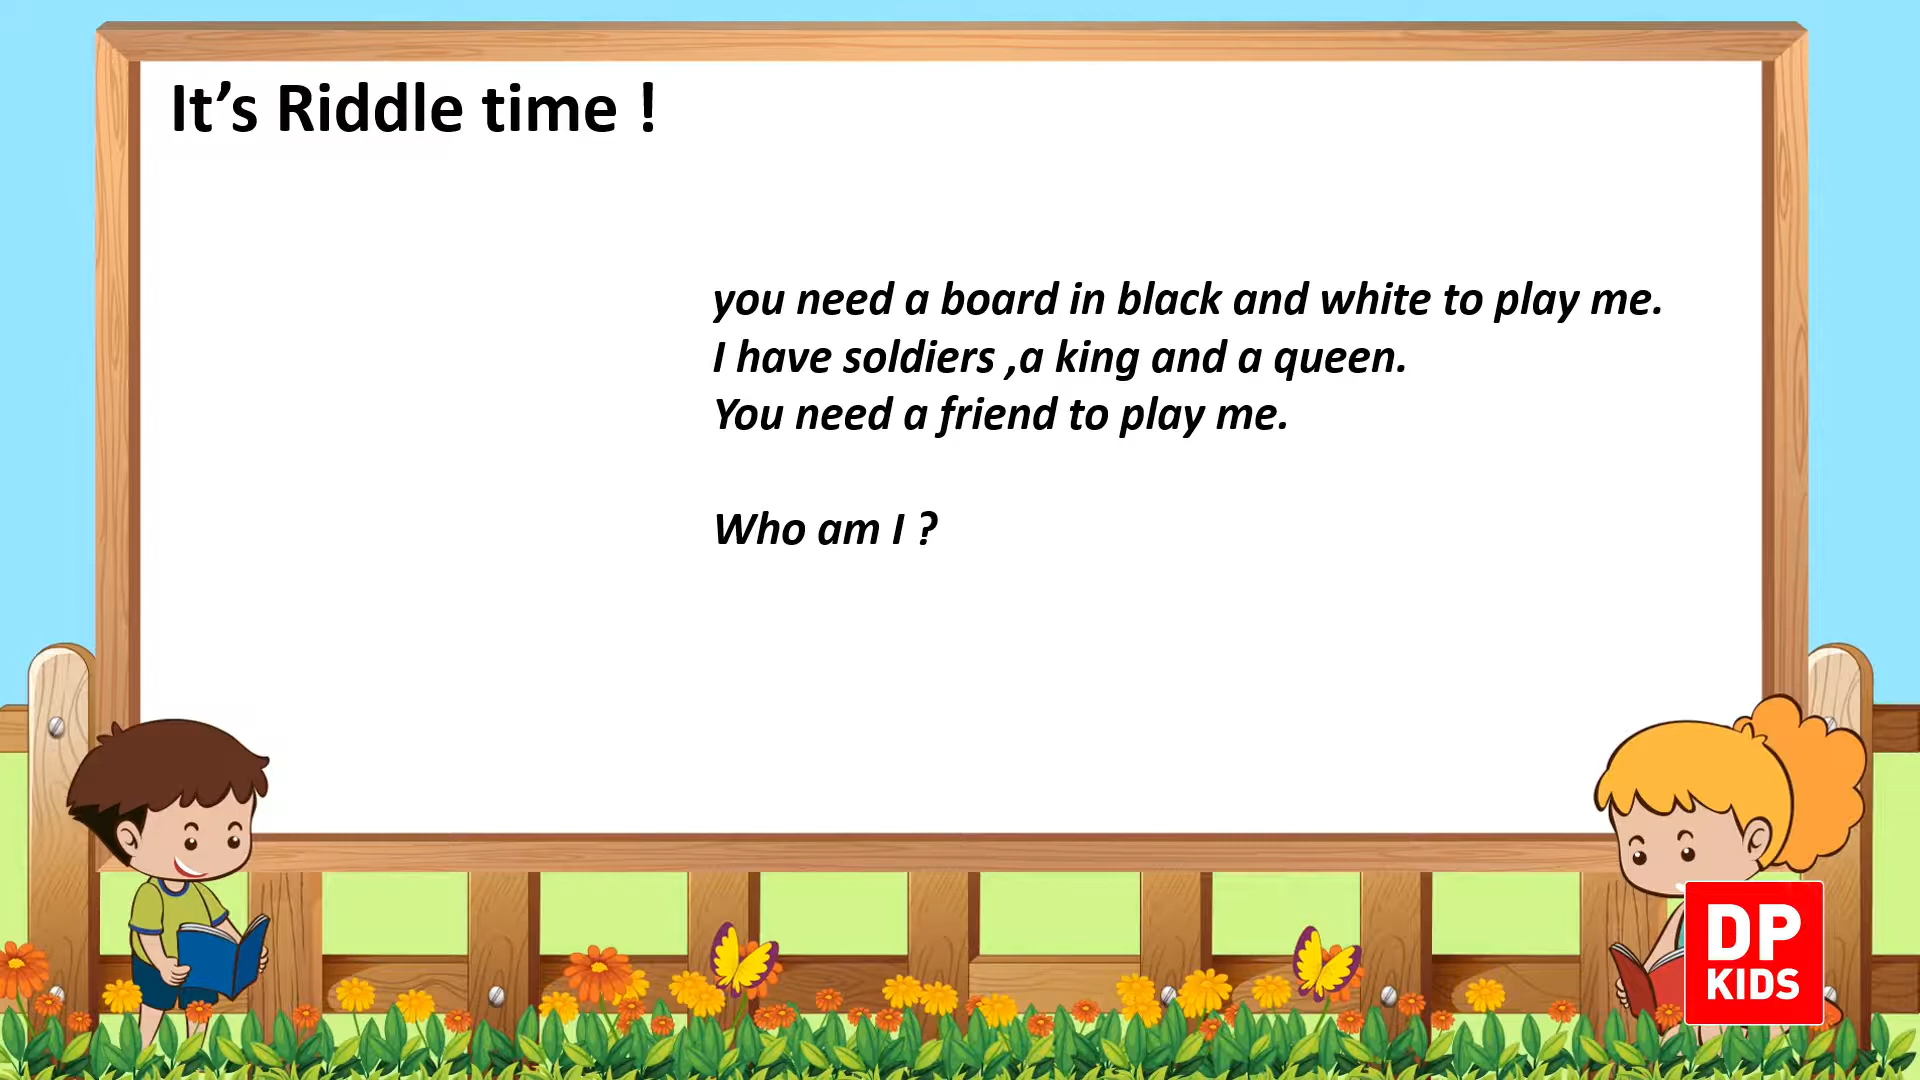 It’s Riddle time !
you need a board in black and white to play me.
I have soldiers ,a king and a queen.
You need a friend to play me.
Who am I ?
DP
KIDS